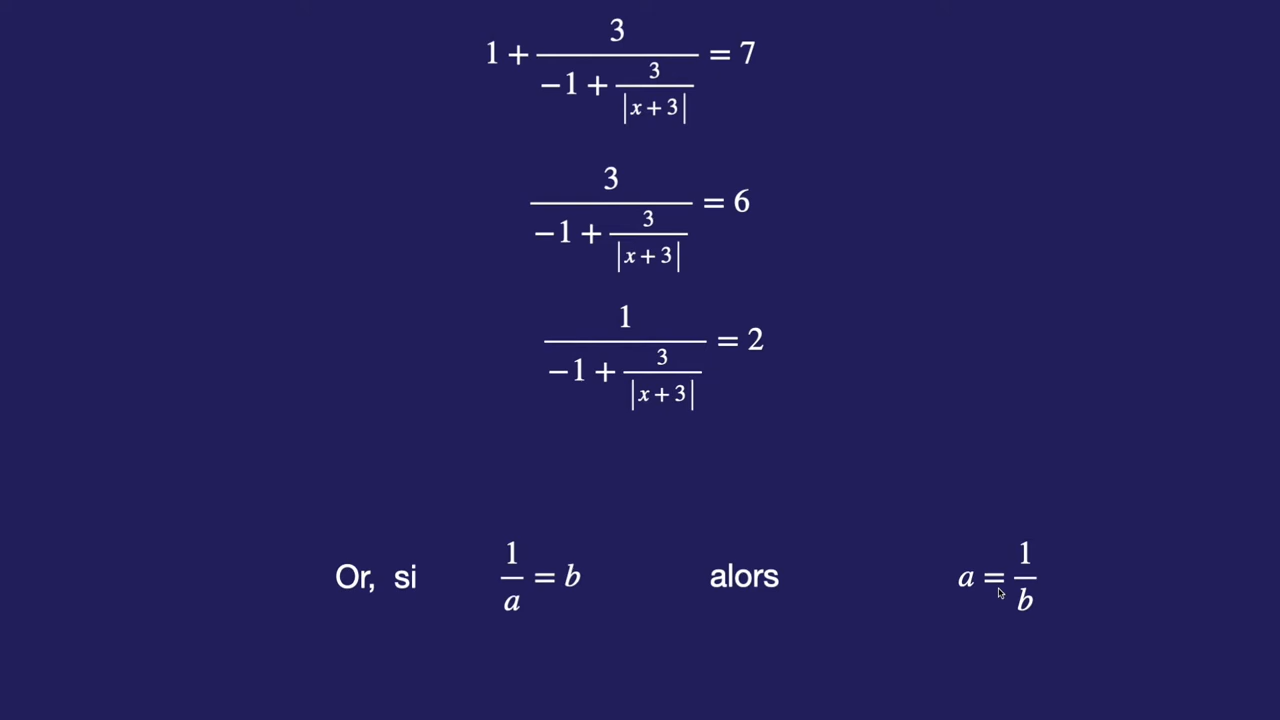 1 + 3/(−1 + 3/|x + 3|) = 7
3/(−1 + 3/|x + 3|) = 6
1/(−1 + 3/|x + 3|) = 2
Or, si 1/a = b alors a = 1/b